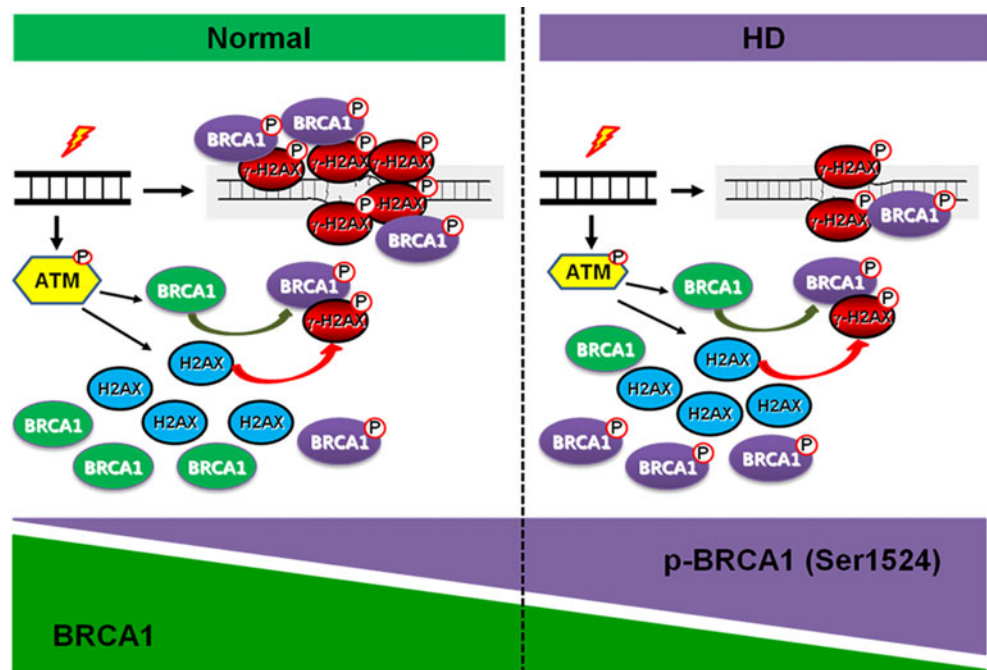 Normal
HD
P
BRCA1
P
BRCA1
P
γ-H2AX
P
γ-H2AX
P
γ-H2AX
P
γ-H2AX
P
-H2AX
P
BRCA1
P
ATM
BRCA1
P
BRCA1
P
γ-H2AX
H2AX
H2AX
H2AX
H2AX
BRCA1
BRCA1
BRCA1
P
BRCA1
P
γ-H2AX
P
γ-H2AX
P
BRCA1
P
ATM
BRCA1
P
BRCA1
P
γ-H2AX
BRCA1
H2AX
H2AX
H2AX
H2AX
P
BRCA1
P
BRCA1
P
BRCA1
p-BRCA1 (Ser1524)
BRCA1